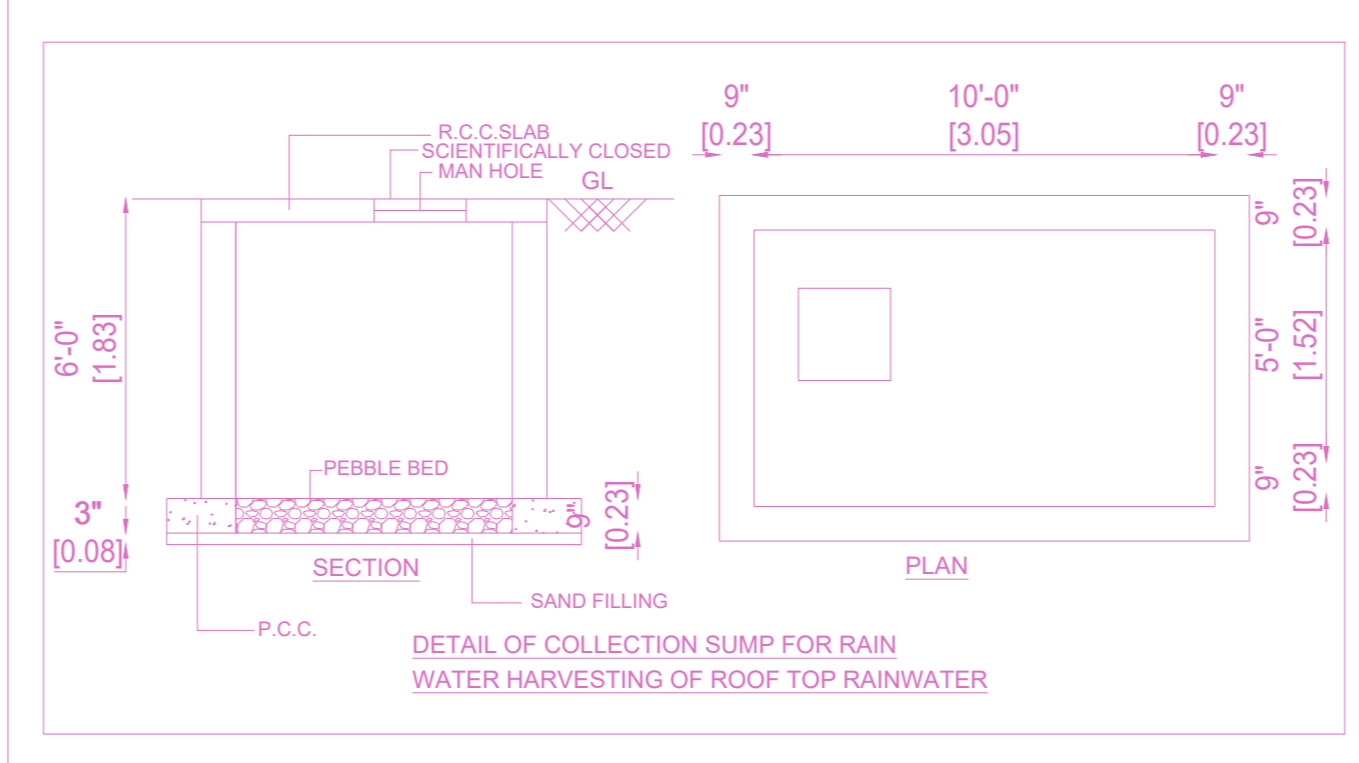 R.C.C.SLAB
SCIENTIFICALLY CLOSED
MAN HOLE
GL
6'-0"
[1.83]
PEBBLE BED
3"
[0.08]
9"
[0.23]
SECTION
SAND FILLING
P.C.C.
9"
[0.23]
10'-0"
[3.05]
9"
[0.23]
9"
[0.23]
5'-0"
[1.52]
9"
[0.23]
PLAN
DETAIL OF COLLECTION SUMP FOR RAIN
WATER HARVESTING OF ROOF TOP RAINWATER